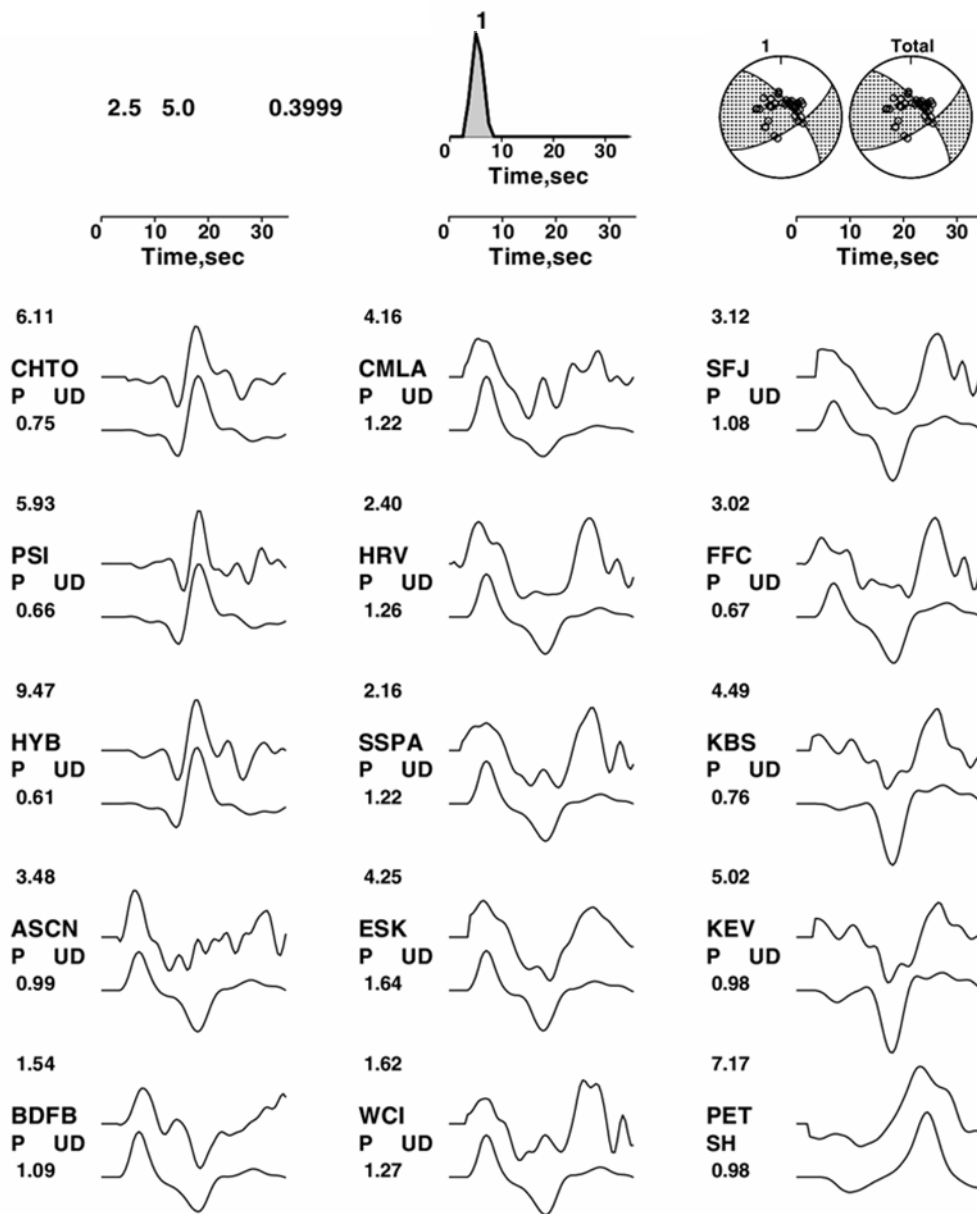 1
2.5 5.0 0.3999
0 10 20 30
Time,sec
1 Total
0 10 20 30
Time,sec
0 10 20 30
Time,sec
0 10 20 30
Time,sec
6.11
CHTO
P UD
0.75
4.16
CMLA
P UD
1.22
3.12
SFJ
P UD
1.08
5.93
PSI
P UD
0.66
2.40
HRV
P UD
1.26
3.02
FFC
P UD
0.67
9.47
HYB
P UD
0.61
2.16
SSPA
P UD
1.22
4.49
KBS
P UD
0.76
3.48
ASCN
P UD
0.99
4.25
ESK
P UD
1.64
5.02
KEV
P UD
0.98
1.54
BDFB
P UD
1.09
1.62
WCI
P UD
1.27
7.17
PET
SH
0.98